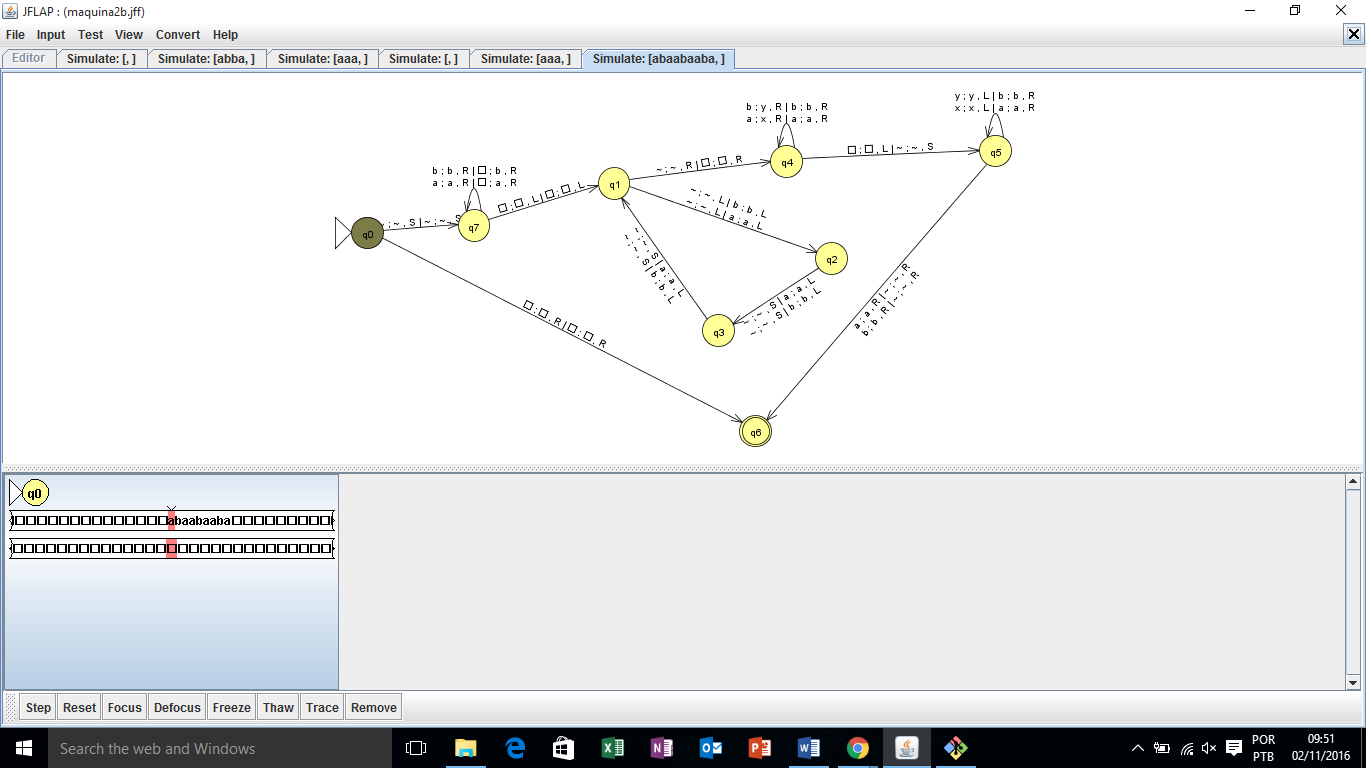 JFLAP : (maquina2b.jff)
File Input Test View Convert Help
Editor Simulate: [, ] Simulate: [abba, ] Simulate: [aaa, ] Simulate: [, ] Simulate: [aaa, ] Simulate: [abaabaaba, ]
y ; y , L | b ; b , R
x ; x , L | a ; a , R
b ; y , R | b ; b , R
a ; x , R | a ; a , R
□ ; □ , L | ~ ; ~ , S
q5
q4
~ ; ~ , R | □ ; □ , R
b ; b , R | □ ; b , R
a ; a , R | □ ; a , R
q1
□ ; □ , L | □ ; □ , L
~ ; ~ , L | b ; b , L
~ ; ~ , L | a ; a , L
; ~ , S | ~ ; ~ , S
q7
q0
~ ; ~ , S | a ; a , L
~ ; ~ , S | b ; b , L
q2
~ ; ~ , S | a ; a , L
~ ; ~ , S | b ; b , L
q3
a ; a , R | ~ ; ~ , R
b ; b , R | ~ ; ~ , R
□ ; □ , R | □ ; □ , R
q6
q0
abaabaaba
Step Reset Focus Defocus Freeze Thaw Trace Remove
Search the web and Windows
POR
PTB
09:51
02/11/2016